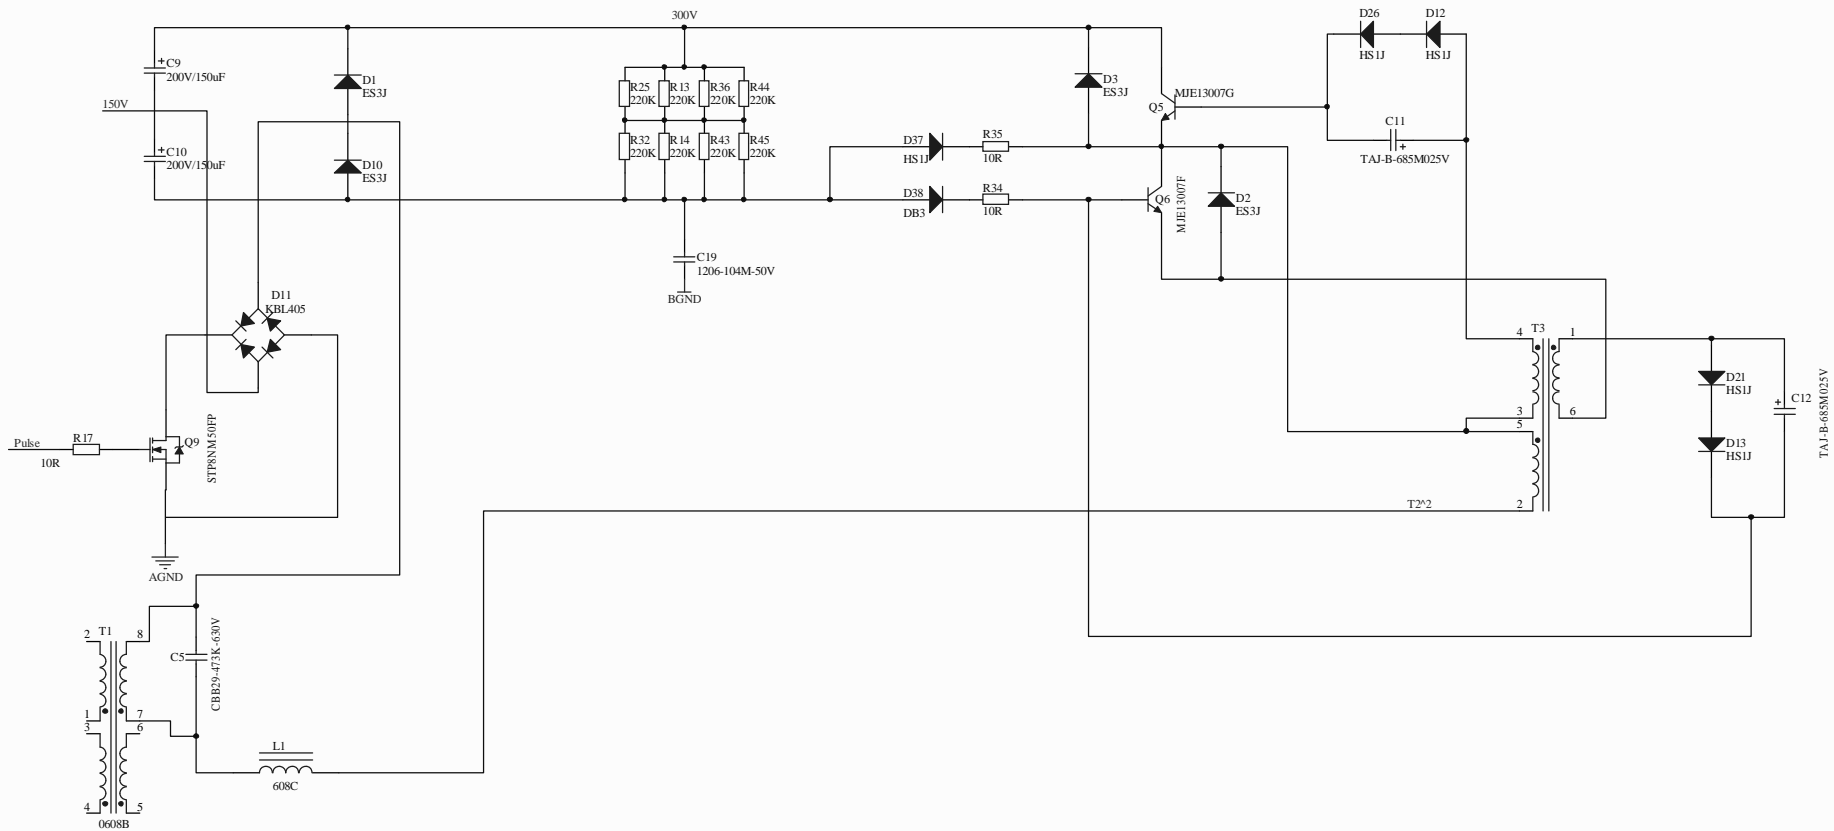 300V
D26
D12
HS1J
HS1J
C9
200V/150uF
D1
ES3J
R25
220K
R13
220K
R36
220K
R44
220K
D3
ES3J
MJE13007G
Q5
150V
C10
200V/150uF
D10
ES3J
R32
220K
R14
220K
R43
220K
R45
220K
D37
HS1J
R35
10R
C11
TAJ-B-685M025V
D38
DB3
R34
10R
Q6
MJE13007F
D2
ES3J
C19
1206-104M-50V
BGND
D11
KBL405
T3
4
1
3
6
5
2
D21
HS1J
D13
HS1J
C12
TAJ-B-685M025V
Pulse
R17
10R
Q9
STP8NM50FP
T2^2
AGND
T1
2
8
1
7
3
6
4
5
0608B
C5
CBB29-473K-630V
L1
608C